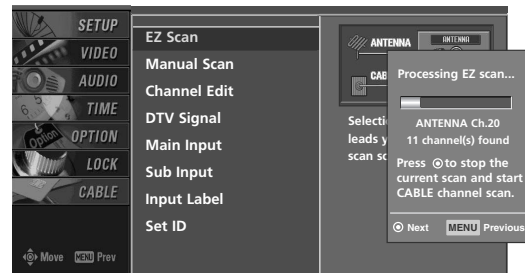 SETUP
VIDEO
AUDIO
TIME
Option
OPTION
LOCK
CABLE
Move MENU Prev
EZ Scan
Manual Scan
Channel Edit
DTV Signal
Main Input
Sub Input
Input Label
Set ID
ANTENNA
ANTENNA
CAB
Selecti
leads y
scan sc
Processing EZ scan...
ANTENNA Ch.20
11 channel(s) found
Press to stop the
current scan and start
CABLE channel scan.
Next MENU Previous